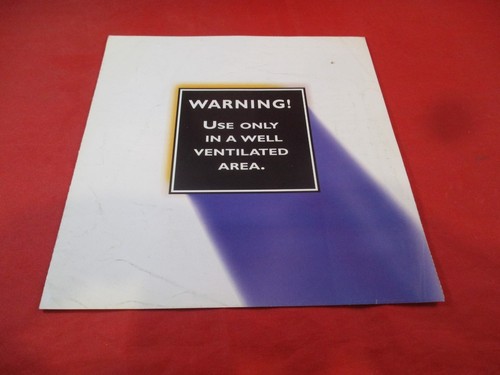 WARNING!
USE ONLY
IN A WELL
VENTILATED
AREA.